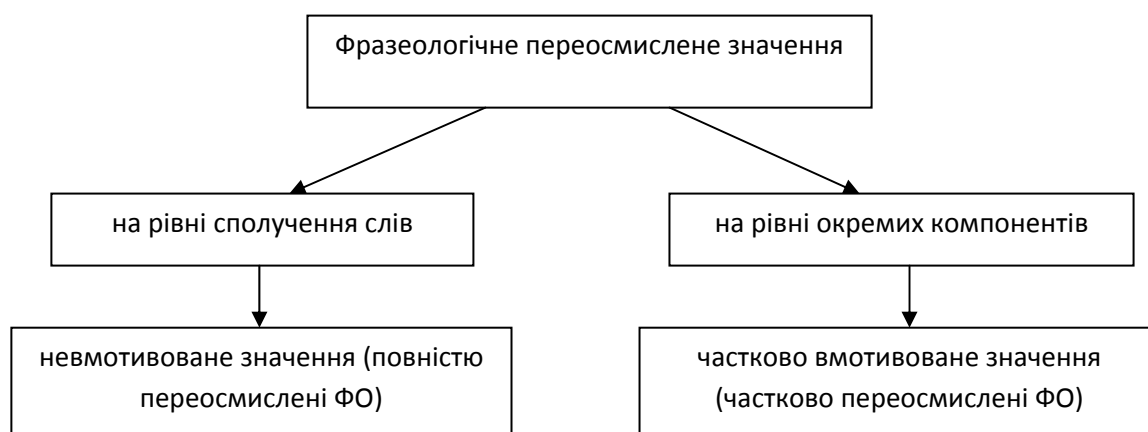 Фразеологічне переосмислене значення
на рівні сполучення слів
на рівні окремих компонентів
невмотивоване значення (повністю
переосмислені ФО)
частково вмотивоване значення
(частково переосмислені ФО)